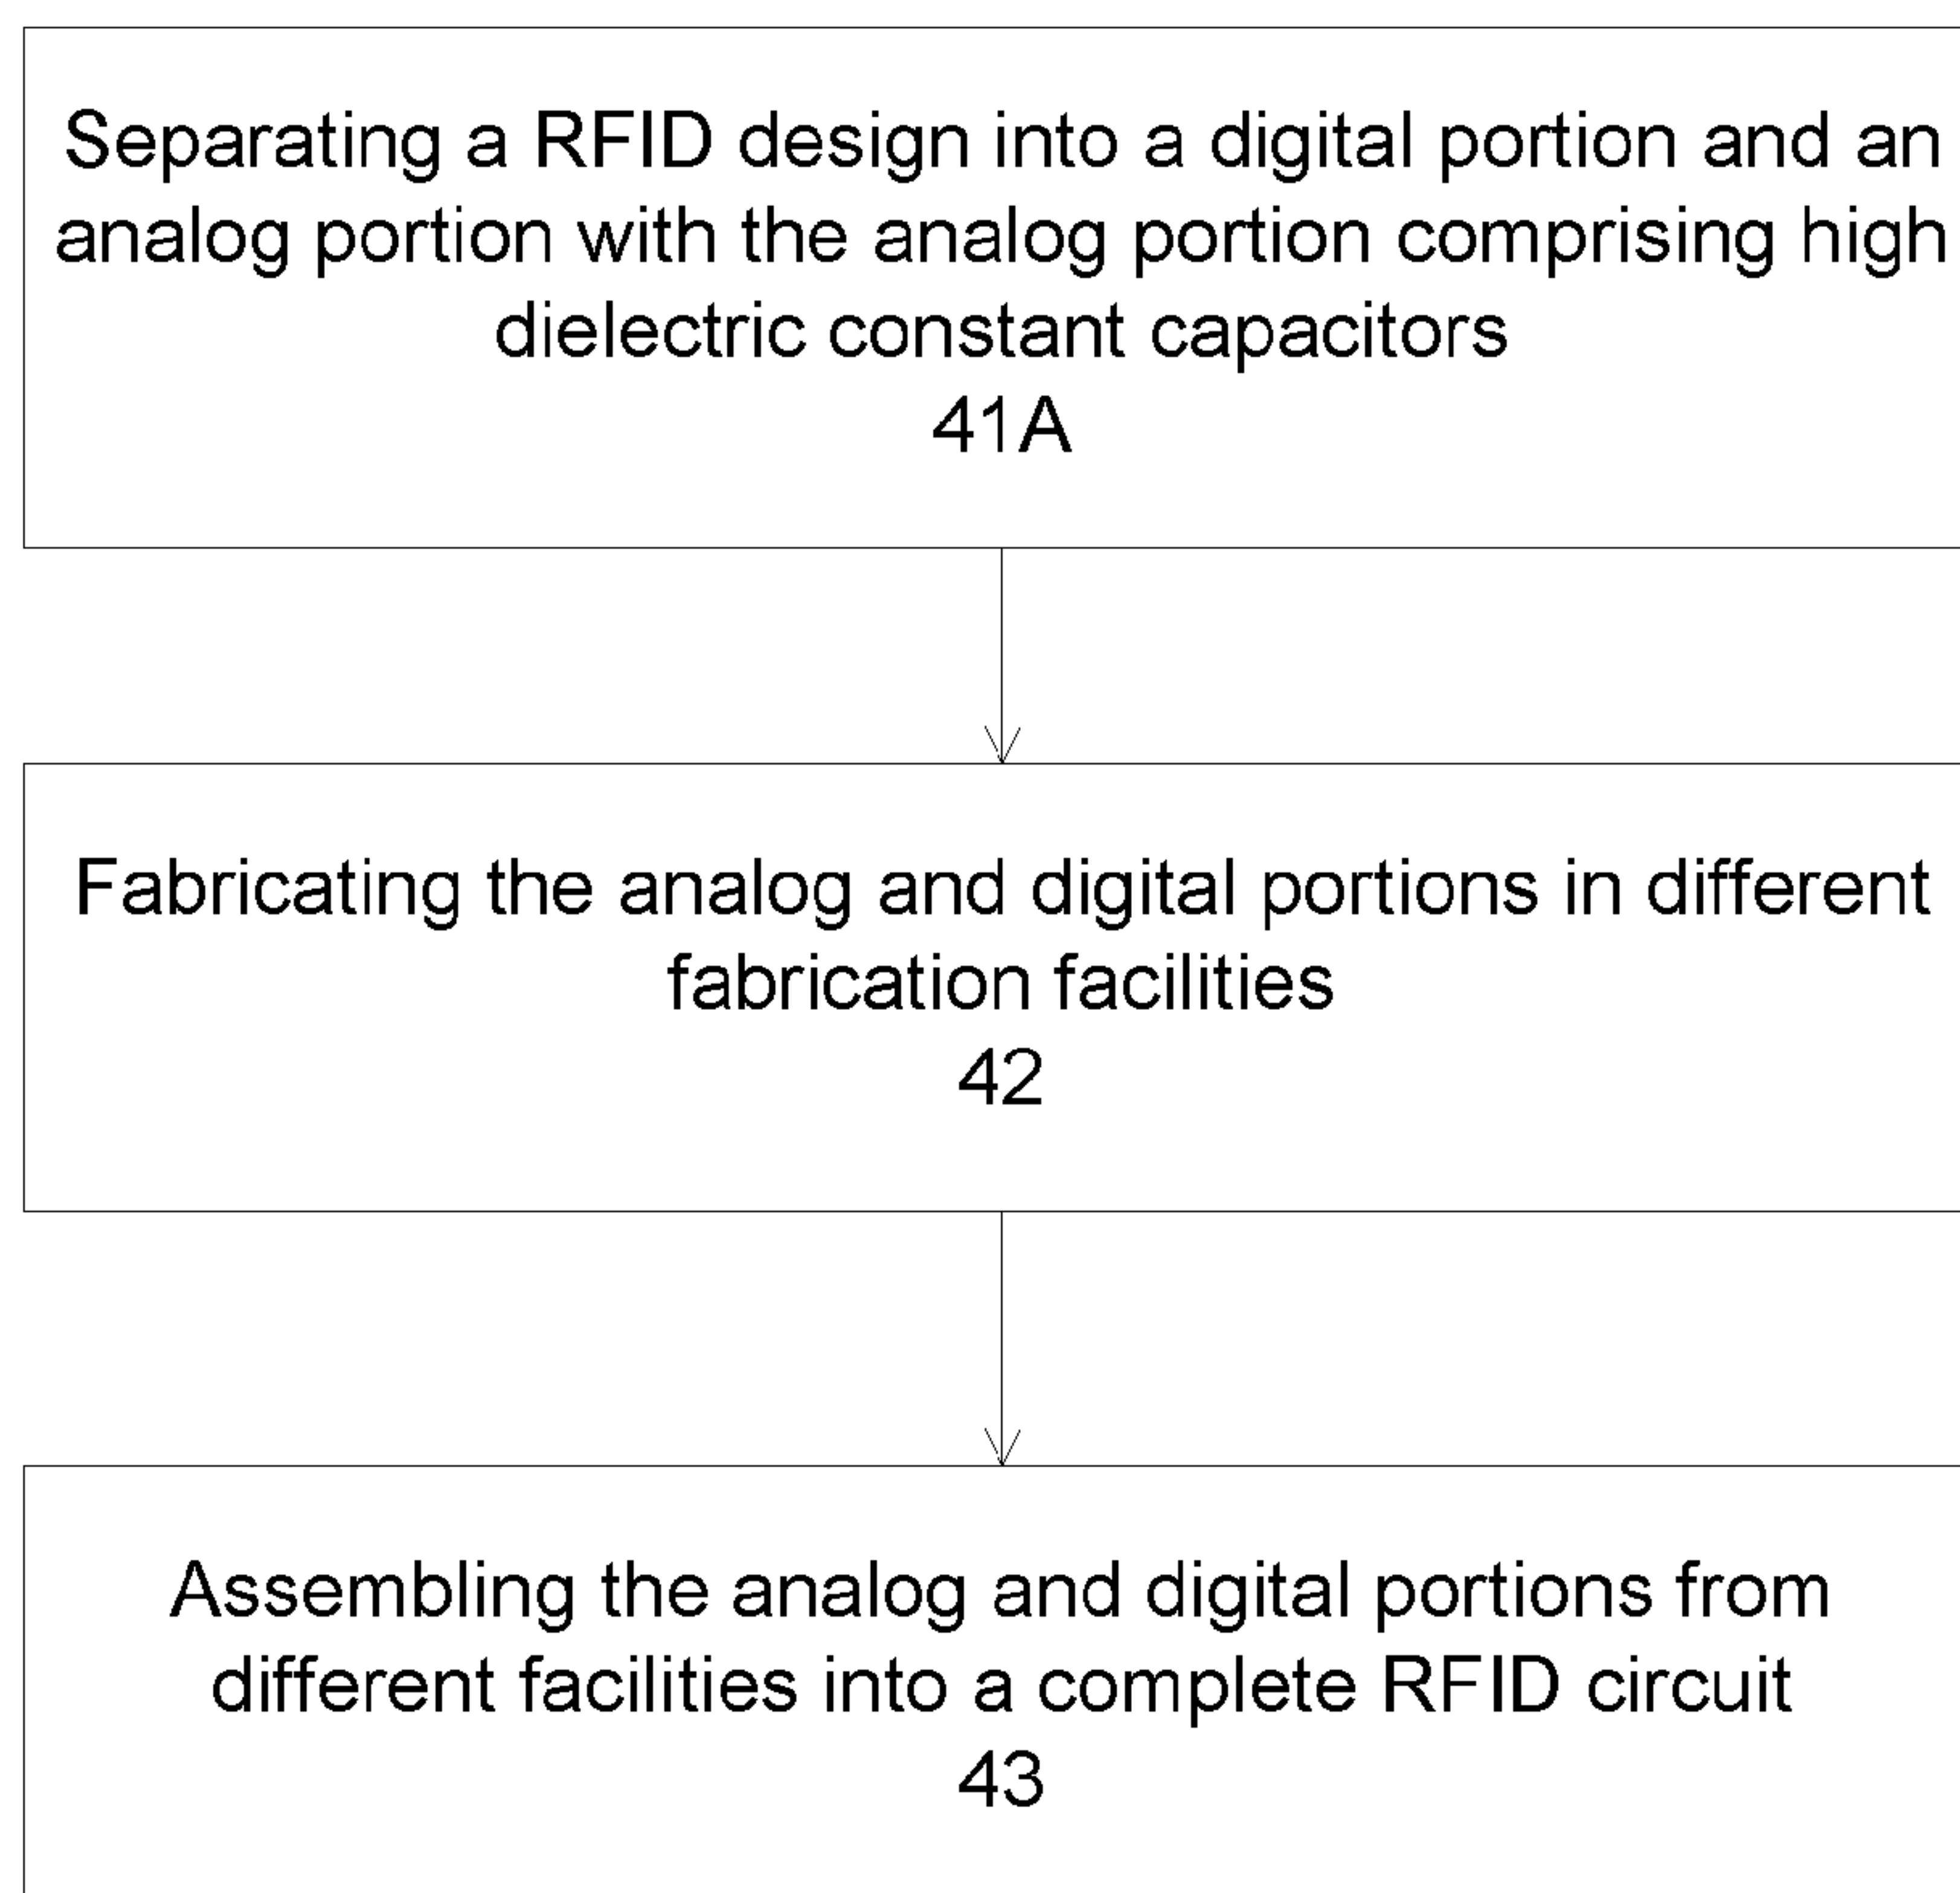 Separating a RFID design into a digital portion and an
analog portion with the analog portion comprising high
dielectric constant capacitors
41A
Fabricating the analog and digital portions in different
fabrication facilities
42
Assembling the analog and digital portions from
different facilities into a complete RFID circuit
43